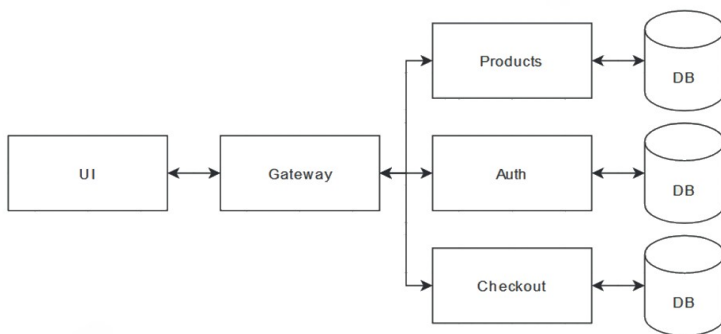 Products
DB
UI
Gateway
Auth
DB
Checkout
DB